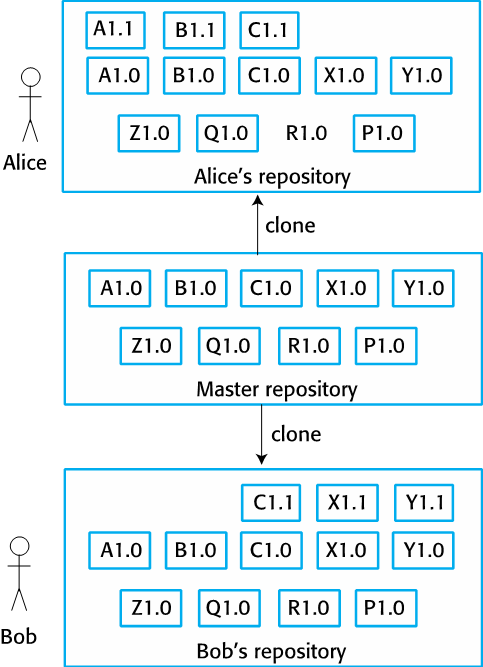 A1.1 B1.1 C1.1
A1.0 B1.0 C1.0 X1.0 Y1.0
Z1.0 Q1.0 R1.0 P1.0
Alice
Alice's repository
clone
A1.0 B1.0 C1.0 X1.0 Y1.0
Z1.0 Q1.0 R1.0 P1.0
Master repository
clone
C1.1 X1.1 Y1.1
A1.0 B1.0 C1.0 X1.0 Y1.0
Z1.0 Q1.0 R1.0 P1.0
Bob
Bob's repository